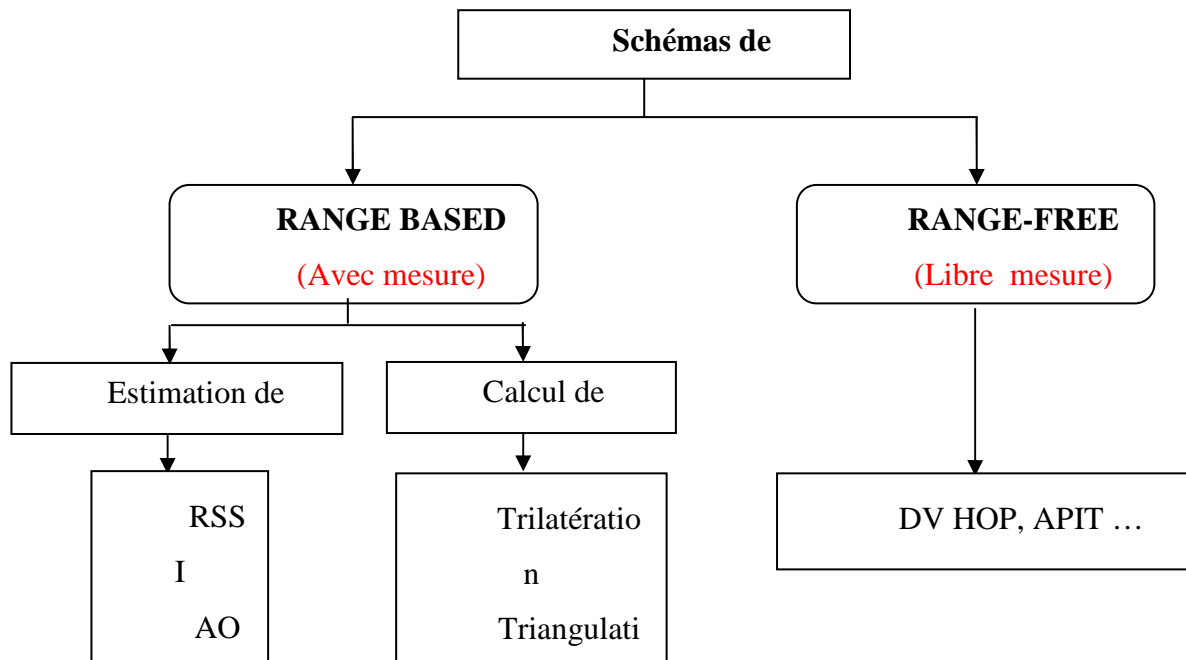 Schémas de
RANGE BASED
(Avec mesure)
RANGE-FREE
(Libre mesure)
Estimation de
Calcul de
RSS
I
AO
Trilatératio
n
Triangulati
DV HOP, APIT …